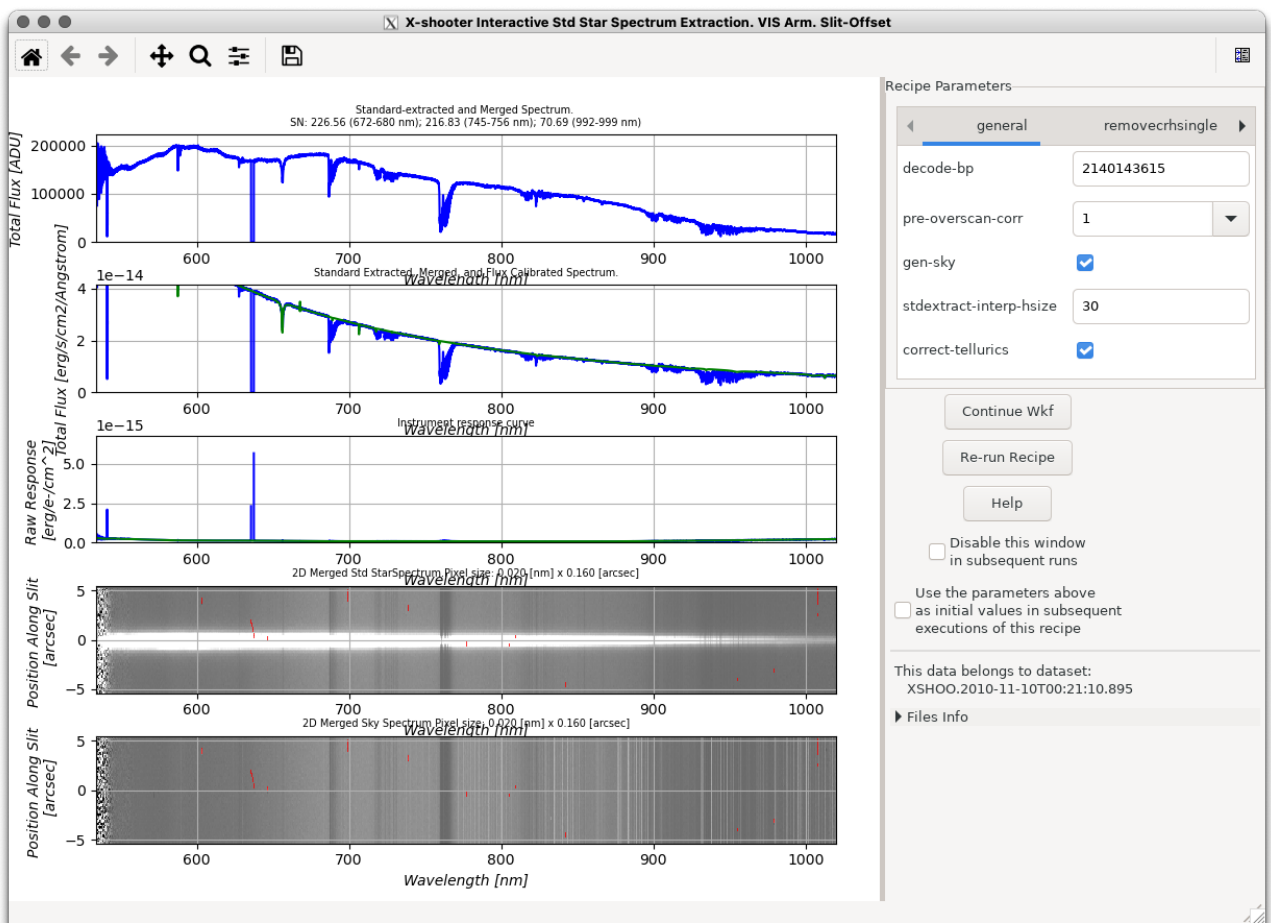 X-shooter Interactive Std Star Spectrum Extraction. VIS Arm. Slit-Offset
Standard-extracted and Merged Spectrum.
SN: 226.56 (672-680 nm); 216.83 (745-756 nm); 70.69 (992-999 nm)
Total Flux [ADU]
200000
100000
0
600 700 800 900 1000
Wavelength [nm]
1e−14
Standard Extracted, Merged, and Flux Calibrated Spectrum.
Total Flux [erg/s/cm2/Angstrom]
4
2
0
600 700 800 900 1000
Wavelength [nm]
1e−15
Instrument response curve
Raw Response
[erg/e-/cm^2]
5.0
2.5
0.0
600 700 800 900 1000
Wavelength [nm]
2D Merged Std StarSpectrum Pixel size: 0.020 [nm] x 0.160 [arcsec]
Position Along Slit
[arcsec]
5
0
−5
600 700 800 900 1000
Wavelength [nm]
2D Merged Sky Spectrum Pixel size: 0.020 [nm] x 0.160 [arcsec]
Position Along Slit
[arcsec]
5
0
−5
600 700 800 900 1000
Wavelength [nm]
Recipe Parameters
general removecrhsingle
decode-bp 2140143615
pre-overscan-corr 1
gen-sky
stdextract-interp-hsize 30
correct-tellurics
Continue Wkf
Re-run Recipe
Help
Disable this window
in subsequent runs
Use the parameters above
as initial values in subsequent
executions of this recipe
This data belongs to dataset:
XSHOO.2010-11-10T00:21:10.895
Files Info